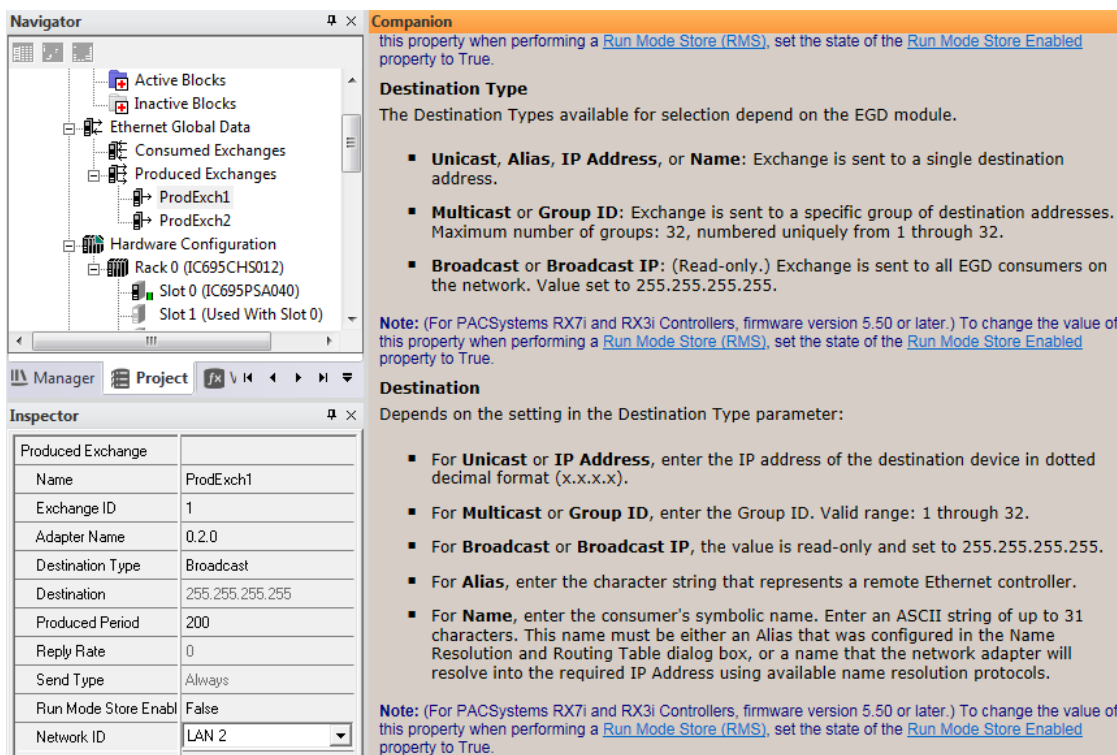 Navigator
Active Blocks
Inactive Blocks
Ethernet Global Data
Consumed Exchanges
Produced Exchanges
ProdExch1
ProdExch2
Hardware Configuration
Rack 0 (IC695CHS012)
Slot 0 (IC695PSA040)
Slot 1 (Used With Slot 0)
Manager
Project
V
Inspector
Produced Exchange
Name ProdExch1
Exchange ID 1
Adapter Name 0.2.0
Destination Type Broadcast
Destination 255.255.255.255
Produced Period 200
Reply Rate 0
Send Type Always
Run Mode Store Enabl False
Network ID LAN 2
Companion
this property when performing a Run Mode Store (RMS), set the state of the Run Mode Store Enabled
property to True.
Destination Type
The Destination Types available for selection depend on the EGD module.
▪ Unicast, Alias, IP Address, or Name: Exchange is sent to a single destination
address.
▪ Multicast or Group ID: Exchange is sent to a specific group of destination addresses.
Maximum number of groups: 32, numbered uniquely from 1 through 32.
▪ Broadcast or Broadcast IP: (Read-only.) Exchange is sent to all EGD consumers on
the network. Value set to 255.255.255.255.
Note: (For PACSystems RX7i and RX3i Controllers, firmware version 5.50 or later.) To change the value of
this property when performing a Run Mode Store (RMS), set the state of the Run Mode Store Enabled
property to True.
Destination
Depends on the setting in the Destination Type parameter:
▪ For Unicast or IP Address, enter the IP address of the destination device in dotted
decimal format (x.x.x.x).
▪ For Multicast or Group ID, enter the Group ID. Valid range: 1 through 32.
▪ For Broadcast or Broadcast IP, the value is read-only and set to 255.255.255.255.
▪ For Alias, enter the character string that represents a remote Ethernet controller.
▪ For Name, enter the consumer's symbolic name. Enter an ASCII string of up to 31
characters. This name must be either an Alias that was configured in the Name
Resolution and Routing Table dialog box, or a name that the network adapter will
resolve into the required IP Address using available name resolution protocols.
Note: (For PACSystems RX7i and RX3i Controllers, firmware version 5.50 or later.) To change the value of
this property when performing a Run Mode Store (RMS), set the state of the Run Mode Store Enabled
property to True.